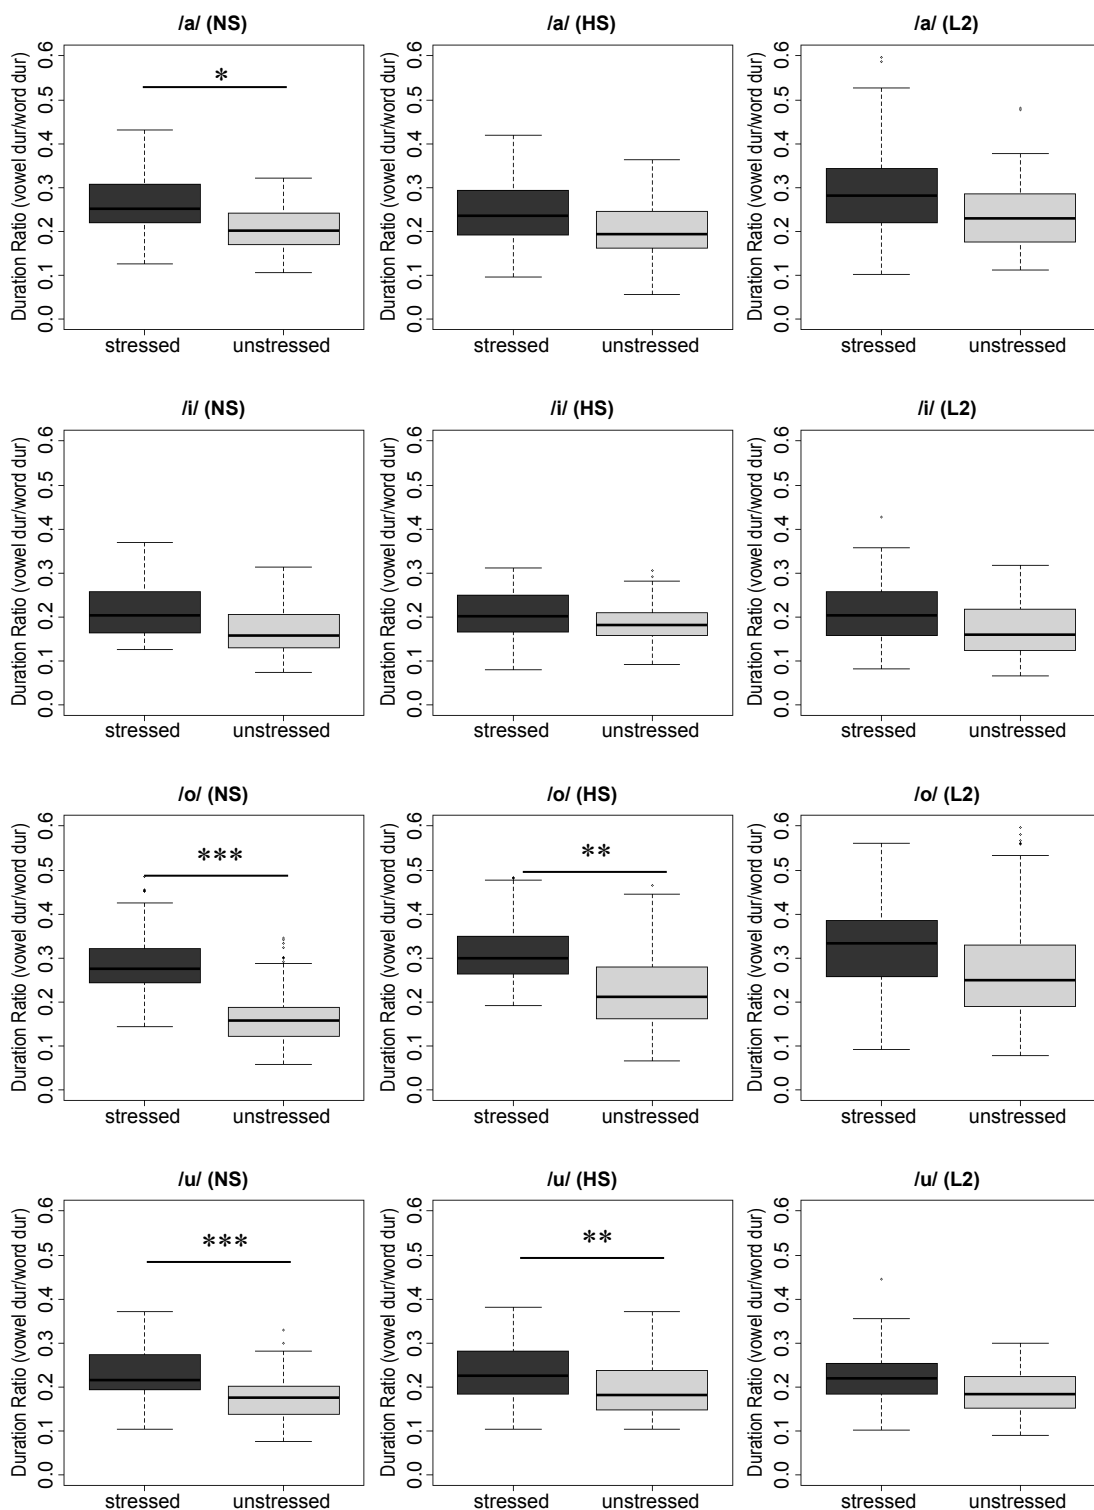 /a/ (NS)
/a/ (HS)
/a/ (L2)
Duration Ratio (vowel dur/word dur)
0.0 0.1 0.2 0.3 0.4 0.5 0.6
*
stressed unstressed
Duration Ratio (vowel dur/word dur)
0.0 0.1 0.2 0.3 0.4 0.5 0.6
stressed unstressed
Duration Ratio (vowel dur/word dur)
0.0 0.1 0.2 0.3 0.4 0.5 0.6
stressed unstressed
/i/ (NS)
/i/ (HS)
/i/ (L2)
Duration Ratio (vowel dur/word dur)
0.0 0.1 0.2 0.3 0.4 0.5 0.6
stressed unstressed
Duration Ratio (vowel dur/word dur)
0.0 0.1 0.2 0.3 0.4 0.5 0.6
stressed unstressed
Duration Ratio (vowel dur/word dur)
0.0 0.1 0.2 0.3 0.4 0.5 0.6
stressed unstressed
/o/ (NS)
/o/ (HS)
/o/ (L2)
Duration Ratio (vowel dur/word dur)
0.0 0.1 0.2 0.3 0.4 0.5 0.6
***
stressed unstressed
Duration Ratio (vowel dur/word dur)
0.0 0.1 0.2 0.3 0.4 0.5 0.6
**
stressed unstressed
Duration Ratio (vowel dur/word dur)
0.0 0.1 0.2 0.3 0.4 0.5 0.6
stressed unstressed
/u/ (NS)
/u/ (HS)
/u/ (L2)
Duration Ratio (vowel dur/word dur)
0.0 0.1 0.2 0.3 0.4 0.5 0.6
***
stressed unstressed
Duration Ratio (vowel dur/word dur)
0.0 0.1 0.2 0.3 0.4 0.5 0.6
**
stressed unstressed
Duration Ratio (vowel dur/word dur)
0.0 0.1 0.2 0.3 0.4 0.5 0.6
stressed unstressed